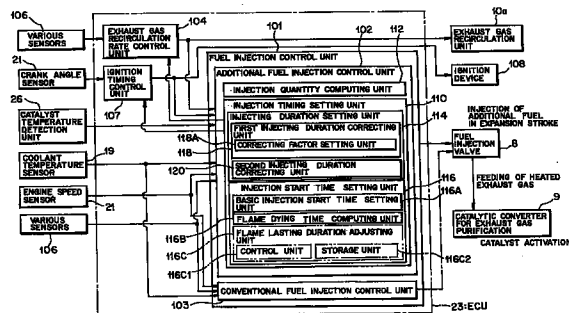 106
VARIOUS SENSORS
21
CRANK ANGLE SENSOR
26
CATALYST TEMPERATURE DETECTION UNIT
19
COOLANT TEMPERATURE SENSOR
ENGINE SPEED SENSOR
21
VARIOUS SENSORS
106
104
EXHAUST GAS RECIRCULATION RATE CONTROL UNIT
IGNITION TIMING CONTROL UNIT
107
101
FUEL INJECTION CONTROL UNIT
102
ADDITIONAL FUEL INJECTION CONTROL UNIT
112
INJECTION QUANTITY COMPUTING UNIT
INJECTION TIMING SETTING UNIT
110
INJECTING DURATION SETTING UNIT
114
FIRST INJECTING DURATION CORRECTING UNIT
118A
CORRECTING FACTOR SETTING UNIT
118
SECOND INJECTING DURATION CORRECTING UNIT
120
INJECTION START TIME SETTING UNIT
116
BASIC INJECTION START TIME SETTING UNIT
116A
FLAME DYING TIME COMPUTING UNIT
116B
FLAME LASTING DURATION ADJUSTING UNIT
116C
CONTROL UNIT
STORAGE UNIT
116C1
116C2
CONVENTIONAL FUEL INJECTION CONTROL UNIT
103
23:ECU
10a
EXHAUST GAS RECIRCULATION UNIT
IGNITION DEVICE
108
INJECTION OF ADDITIONAL FUEL IN EXPANSION STROKE
FUEL INJECTION VALVE
8
FEEDING OF HEATED EXHAUST GAS
9
CATALYTIC CONVERTER FOR EXHAUST GAS PURIFICATION
CATALYST ACTIVATION